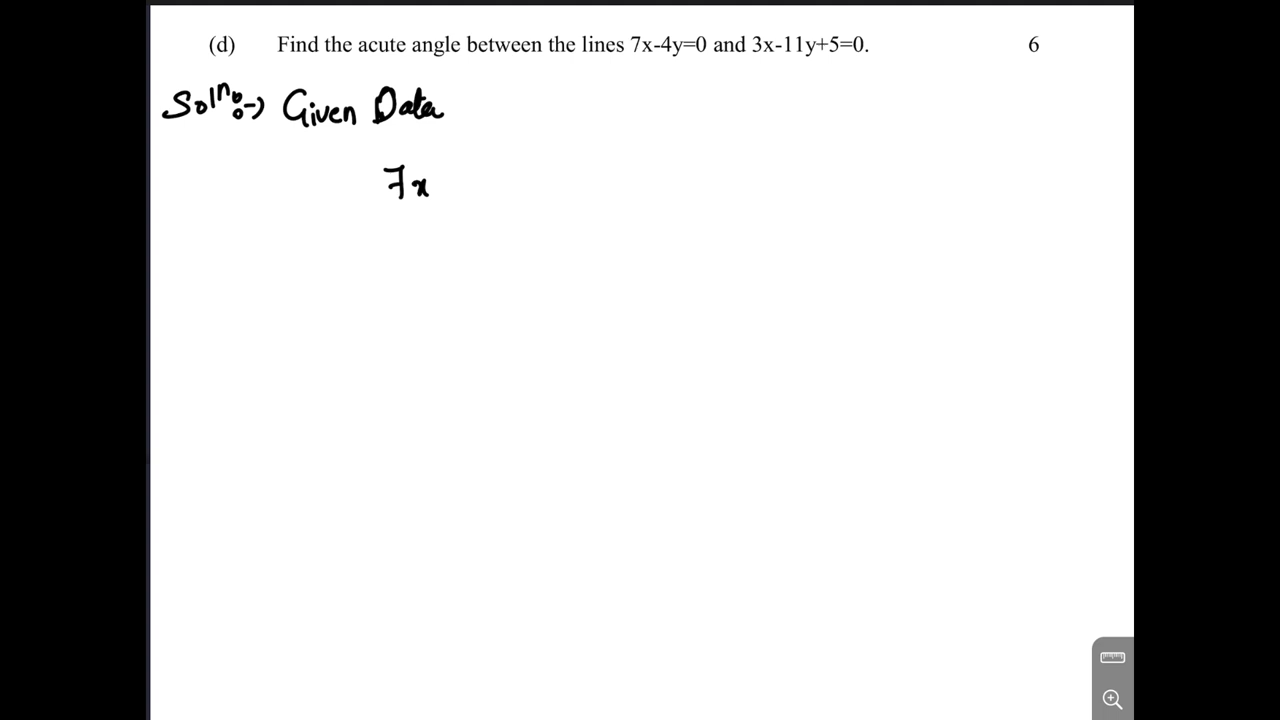 (d) Find the acute angle between the lines 7x-4y=0 and 3x-11y+5=0. 6
Soln:-> Given Data
7x